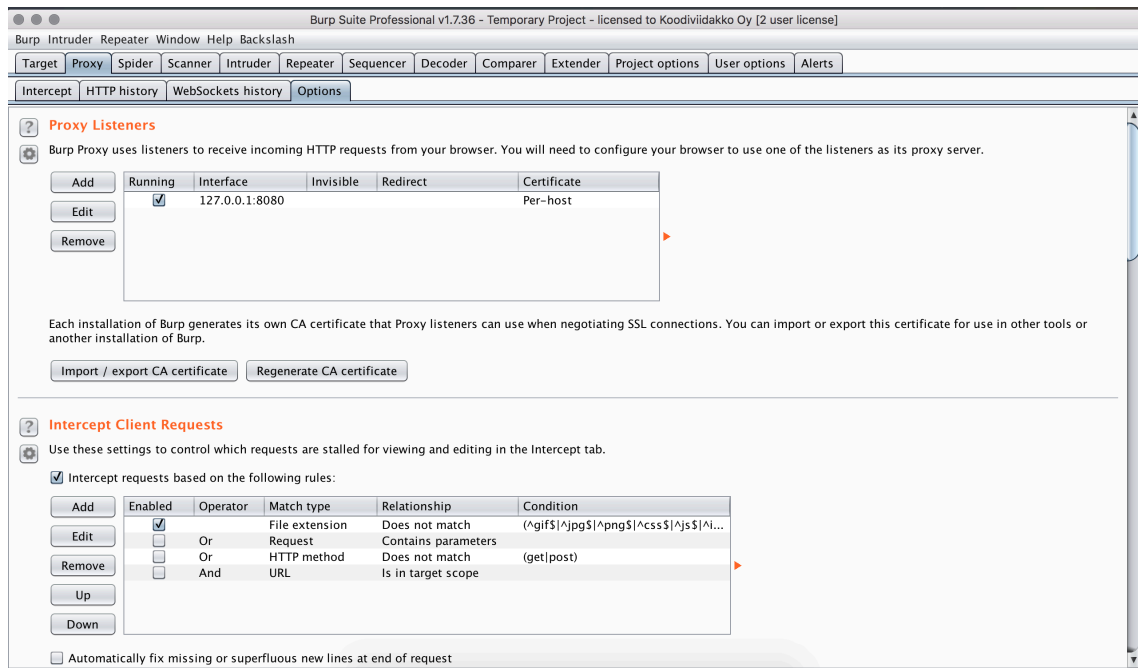 Burp Suite Professional v1.7.36 - Temporary Project - licensed to Koodiviidakko Oy [2 user license]
Burp Intruder Repeater Window Help Backslash
Target Proxy Spider Scanner Intruder Repeater Sequencer Decoder Comparer Extender Project options User options Alerts
Intercept HTTP history WebSockets history Options
? Proxy Listeners
Burp Proxy uses listeners to receive incoming HTTP requests from your browser. You will need to configure your browser to use one of the listeners as its proxy server.
Add Running Interface Invisible Redirect Certificate
127.0.0.1:8080 Per-host
Edit
Remove
Each installation of Burp generates its own CA certificate that Proxy listeners can use when negotiating SSL connections. You can import or export this certificate for use in other tools or
another installation of Burp.
Import / export CA certificate Regenerate CA certificate
? Intercept Client Requests
Use these settings to control which requests are stalled for viewing and editing in the Intercept tab.
Intercept requests based on the following rules:
Add Enabled Operator Match type Relationship Condition
File extension Does not match (^gif$|^jpg$|^png$|^css$|^js$|^i...
Edit
Or Request Contains parameters
Or HTTP method Does not match (get|post)
Remove
And URL Is in target scope
Up
Down
Automatically fix missing or superfluous new lines at end of request